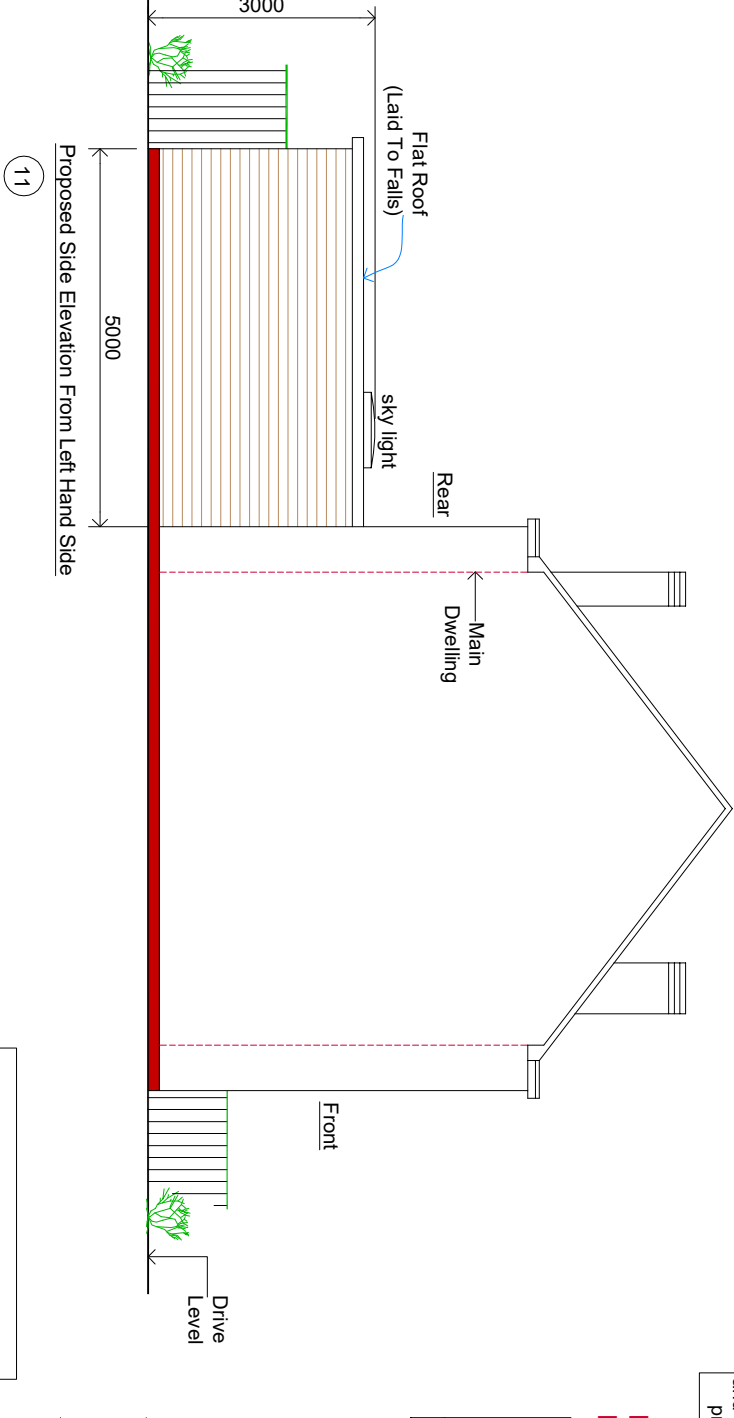 3000
Flat Roof
(Laid To Falls)
sky light
Rear
Main
Dwelling
Front
Drive
Level
5000
Proposed Side Elevation From Left Hand Side
11